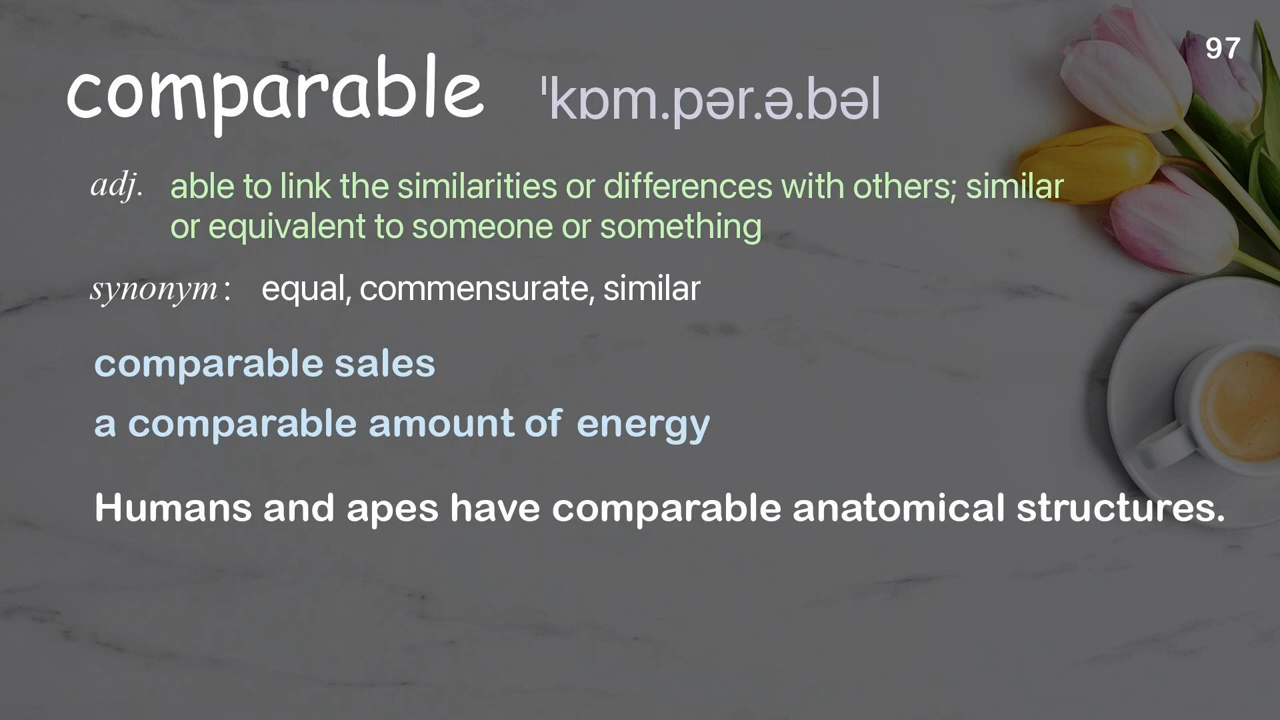 97
comparable ˈkɒm.pər.ə.bəl
adj. able to link the similarities or differences with others; similar
or equivalent to someone or something
synonym: equal, commensurate, similar
comparable sales
a comparable amount of energy
Humans and apes have comparable anatomical structures.